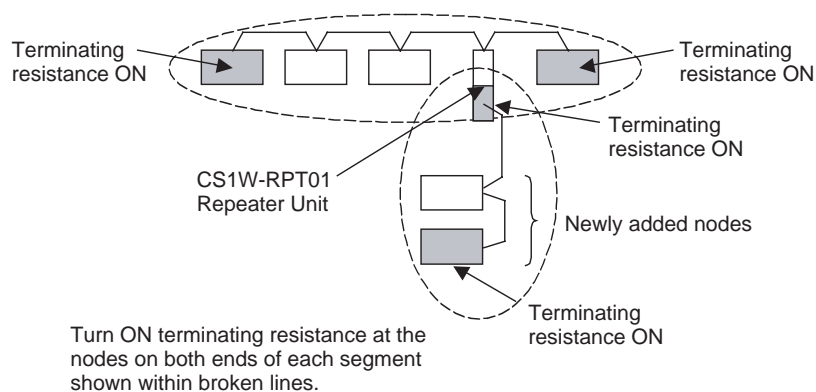 Terminating
resistance ON
Terminating
resistance ON
Terminating
resistance ON
CS1W-RPT01
Repeater Unit
Newly added nodes
Terminating
resistance ON
Turn ON terminating resistance at the
nodes on both ends of each segment
shown within broken lines.